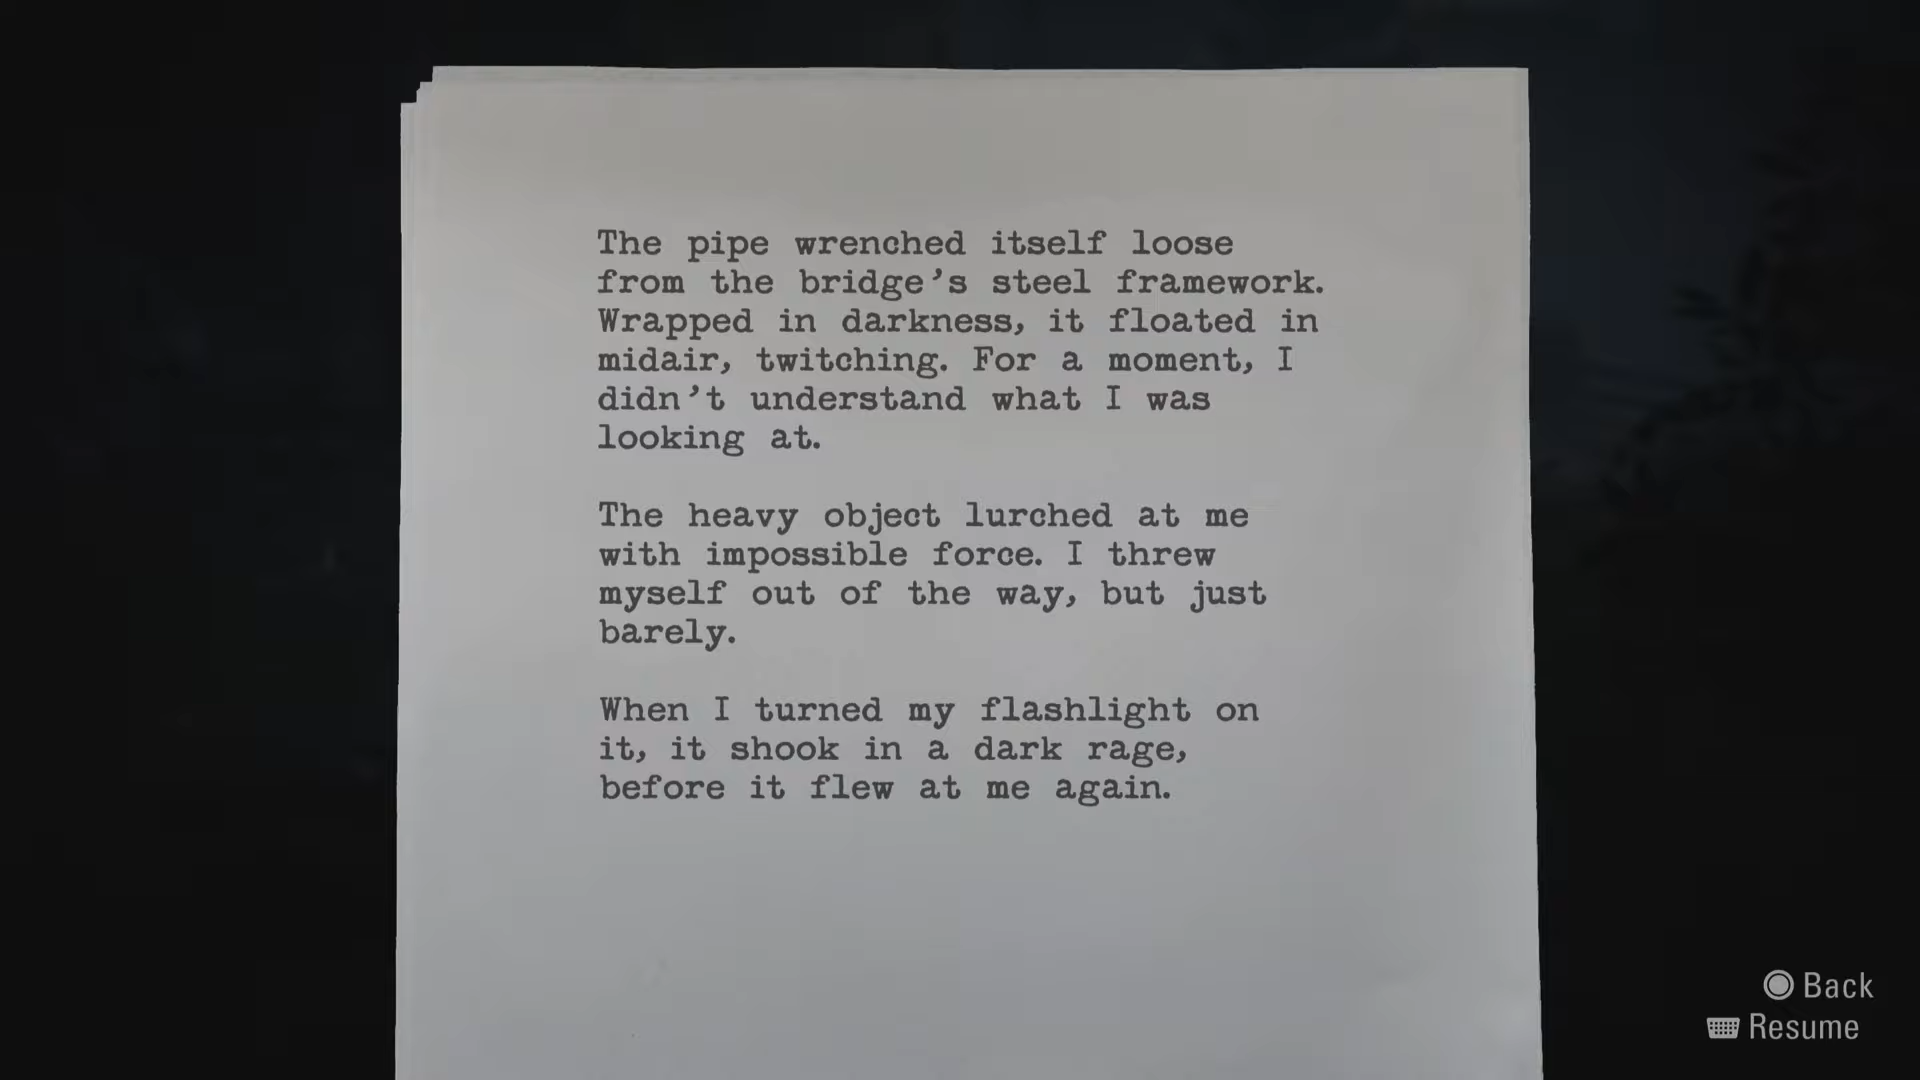 The pipe wrenched itself loose
from the bridge's steel framework.
Wrapped in darkness, it floated in
midair, twitching. For a moment, I
didn't understand what I was
looking at.
The heavy object lurched at me
with impossible force. I threw
myself out of the way, but just
barely.
When I turned my flashlight on
it, it shook in a dark rage,
before it flew at me again.
Back
Resume